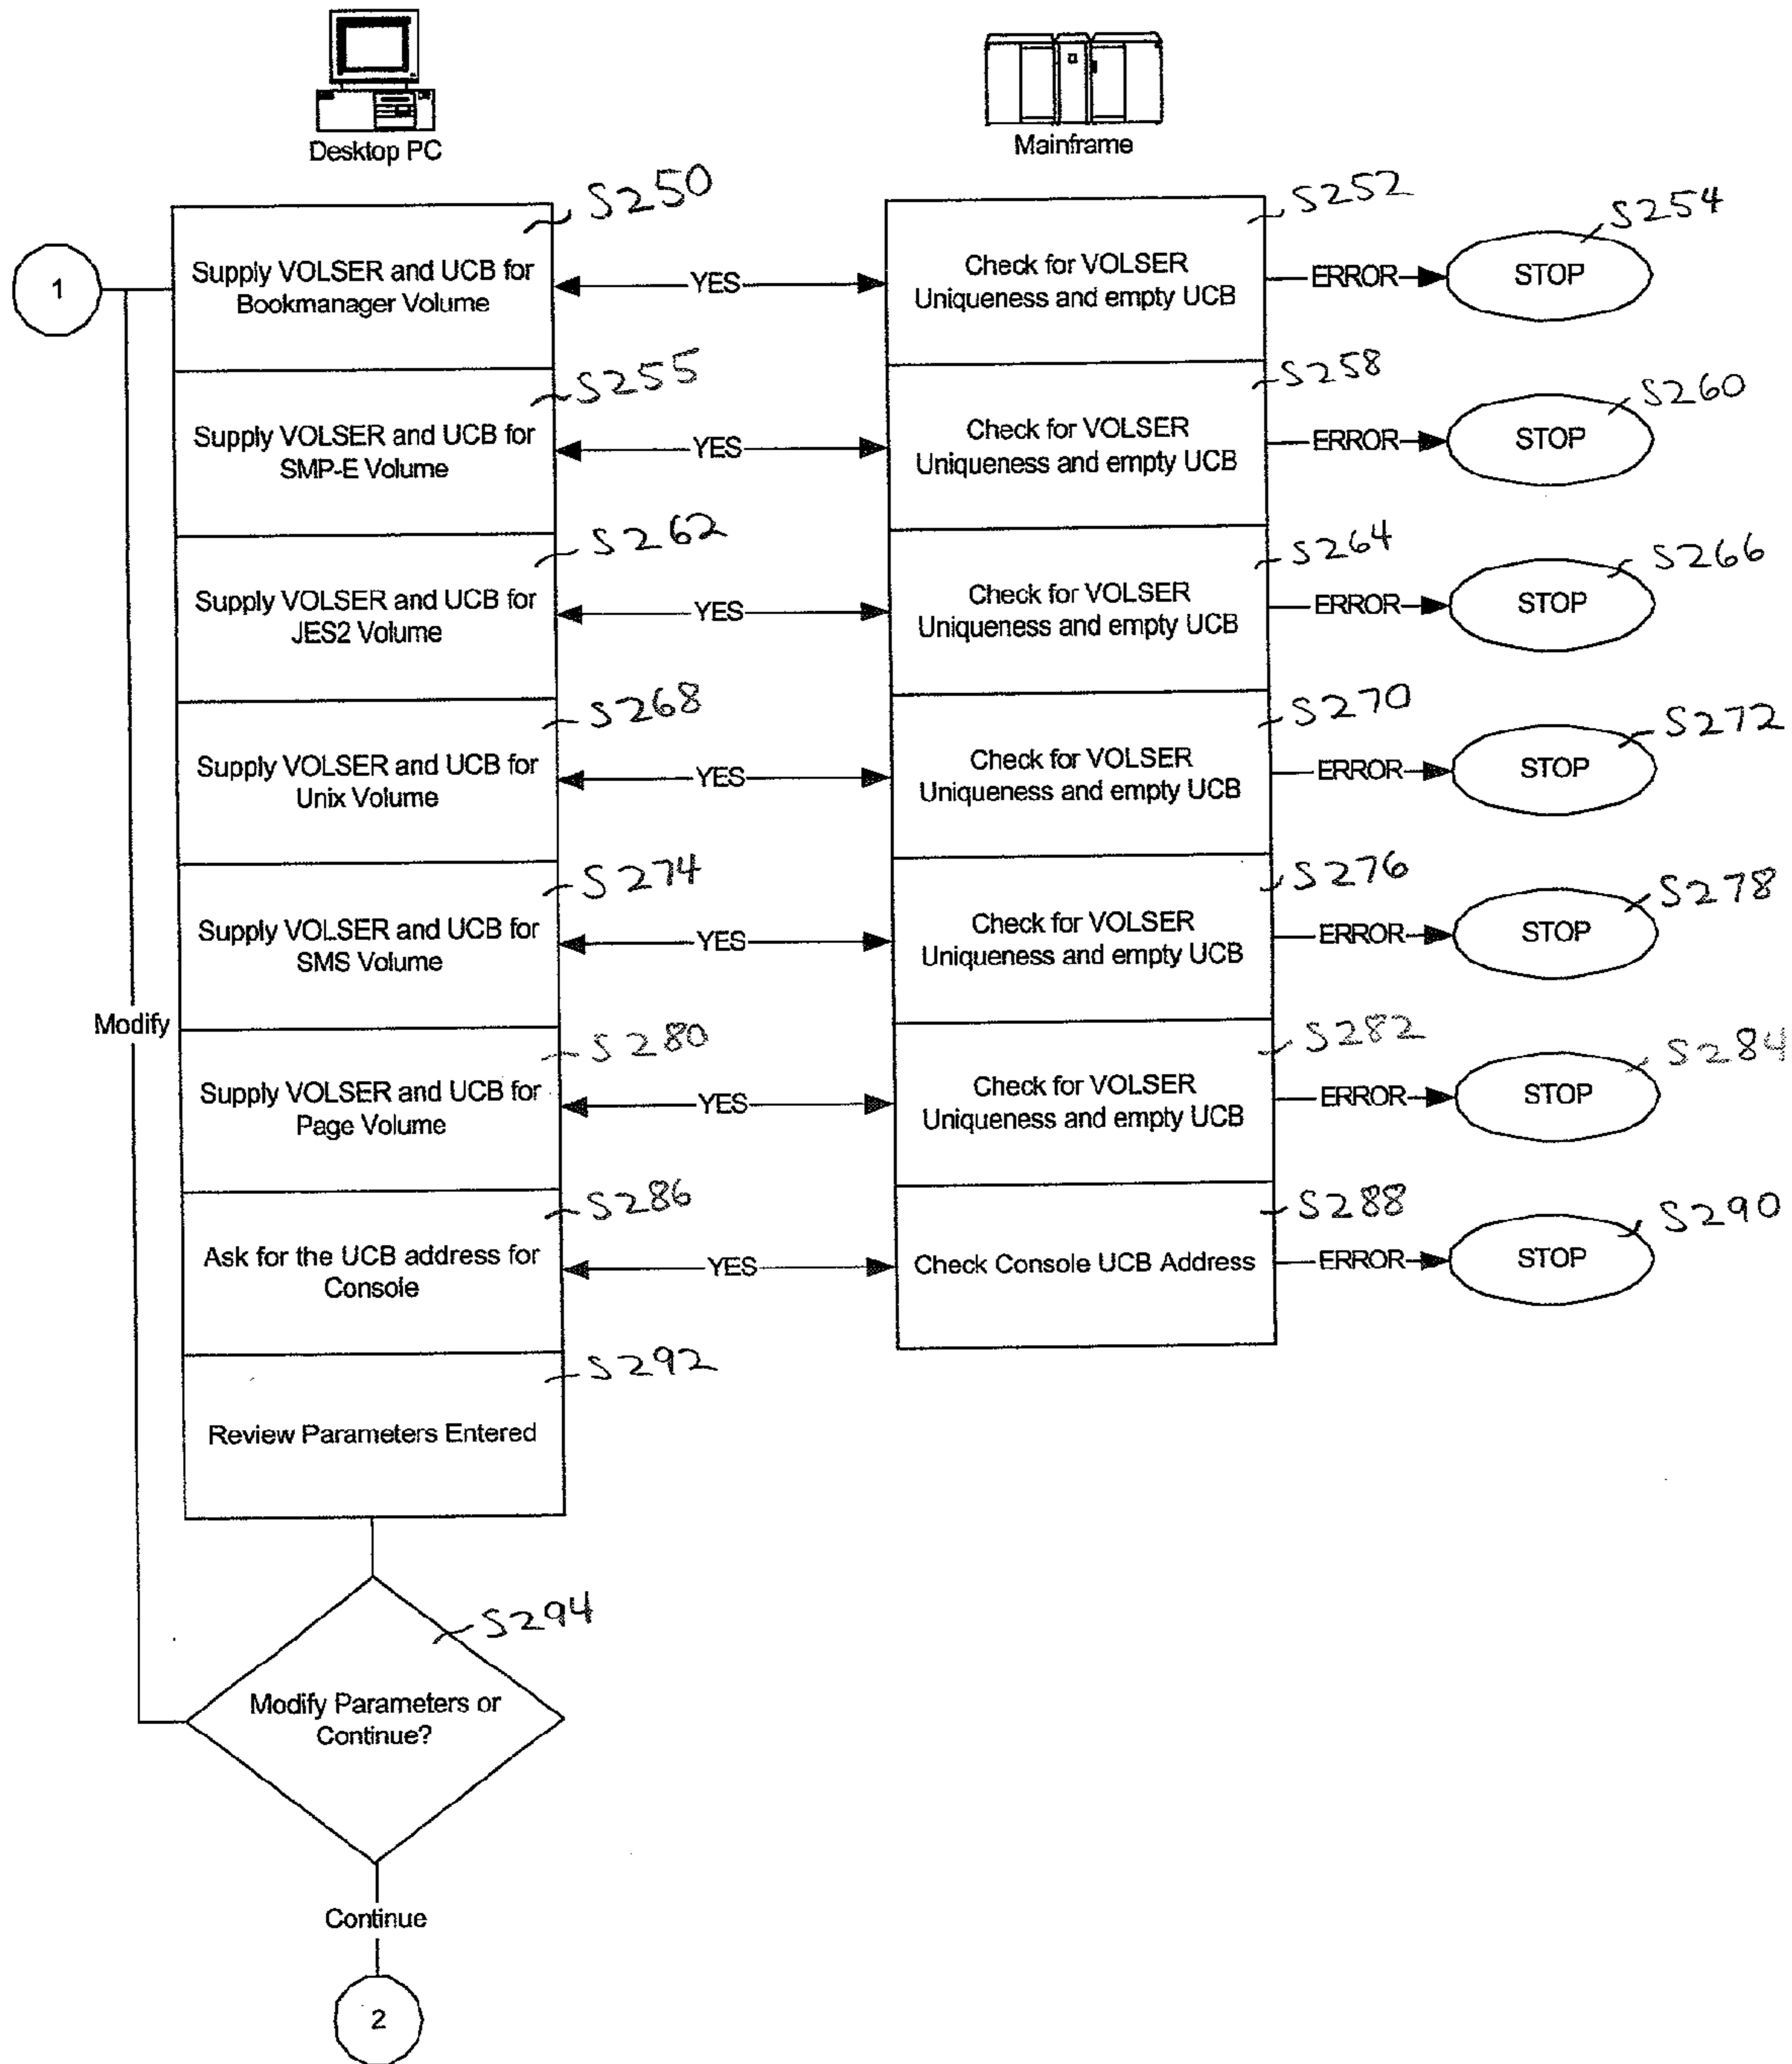 Desktop PC
Mainframe
S250
S252
S254
1
Supply VOLSER and UCB for
Bookmanager Volume
YES
Check for VOLSER
Uniqueness and empty UCB
ERROR
STOP
S255
S258
S260
Supply VOLSER and UCB for
SMP-E Volume
YES
Check for VOLSER
Uniqueness and empty UCB
ERROR
STOP
S262
S264
S266
Supply VOLSER and UCB for
JES2 Volume
YES
Check for VOLSER
Uniqueness and empty UCB
ERROR
STOP
S268
S270
S272
Supply VOLSER and UCB for
Unix Volume
YES
Check for VOLSER
Uniqueness and empty UCB
ERROR
STOP
S274
S276
S278
Supply VOLSER and UCB for
SMS Volume
YES
Check for VOLSER
Uniqueness and empty UCB
ERROR
STOP
Modify
S280
S282
S284
Supply VOLSER and UCB for
Page Volume
YES
Check for VOLSER
Uniqueness and empty UCB
ERROR
STOP
S286
S288
S290
Ask for the UCB address for
Console
YES
Check Console UCB Address
ERROR
STOP
S292
Review Parameters Entered
S294
Modify Parameters or
Continue?
Continue
2